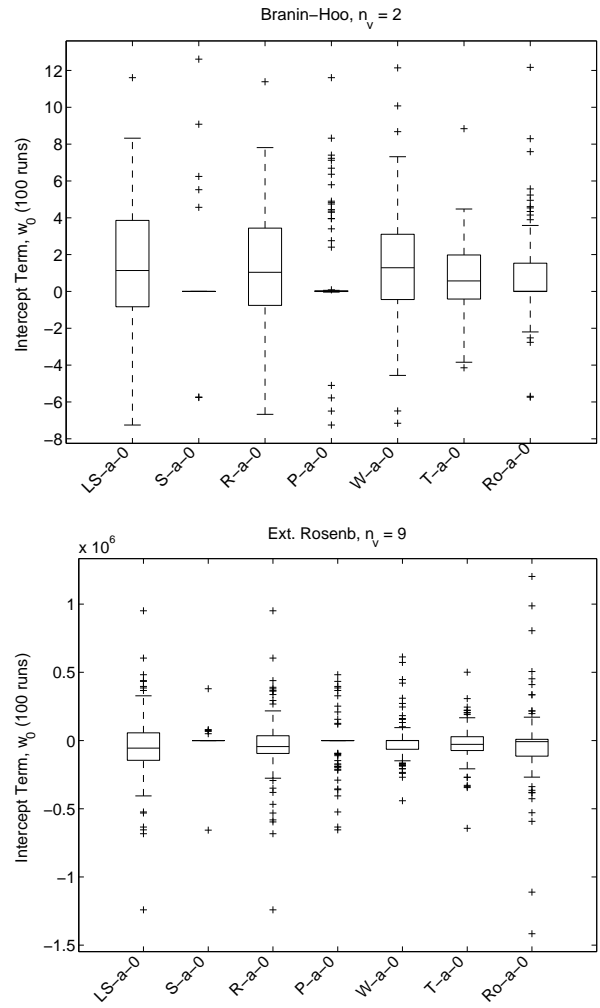 Branin−Hoo, n_v = 2
Intercept Term, w_0 (100 runs)
12
10
8
6
4
2
0
−2
−4
−6
−8
LS−a−0
S−a−0
R−a−0
P−a−0
W−a−0
T−a−0
Ro−a−0
Ext. Rosenb, n_v = 9
x 10^6
Intercept Term, w_0 (100 runs)
1
0.5
0
−0.5
−1
−1.5
LS−a−0
S−a−0
R−a−0
P−a−0
W−a−0
T−a−0
Ro−a−0